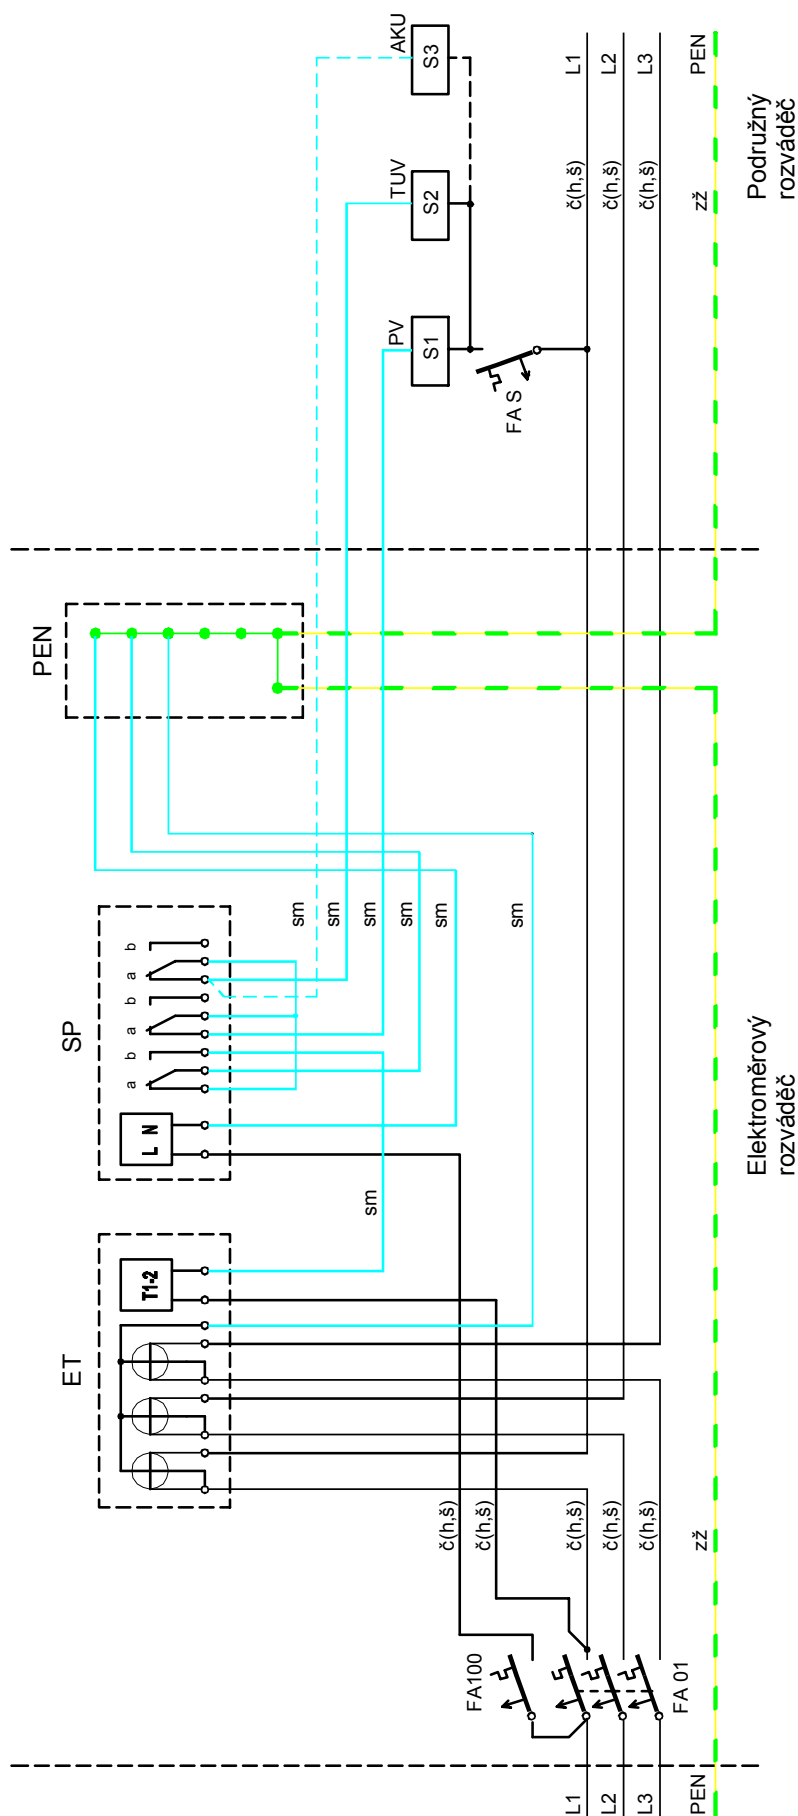 PEN
ET
SP
a b a b a b
T1-2
L N
sm
sm
sm
sm
PV
TUV
AKU
sm
S1
S2
S3
č(h,š)
sm
FA100
č(h,š)
sm
FA S
L1 č(h,š) č(h,š) L1
L2 č(h,š) č(h,š) L2
L3 č(h,š) č(h,š) L3
FA 01
PEN zž zž PEN
Elektroměrový
rozváděč
Podružný
rozváděč